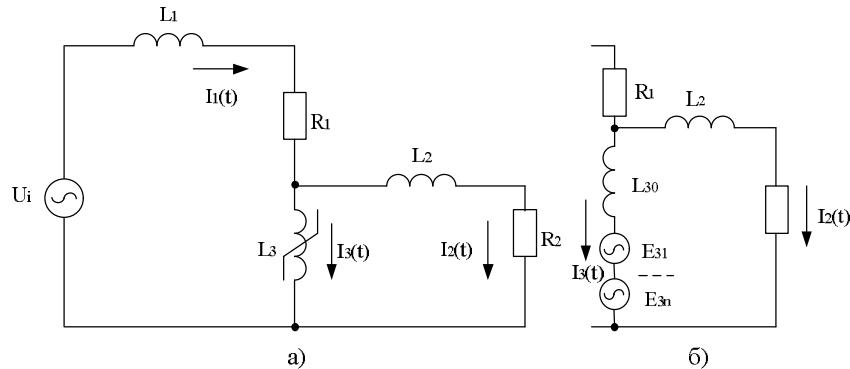 L1
I1(t)
R1
L2
Ui
L3
I3(t)
I2(t)
R2
а)
R1
L2
L30
I2(t)
E31
I3(t)
E3n
б)